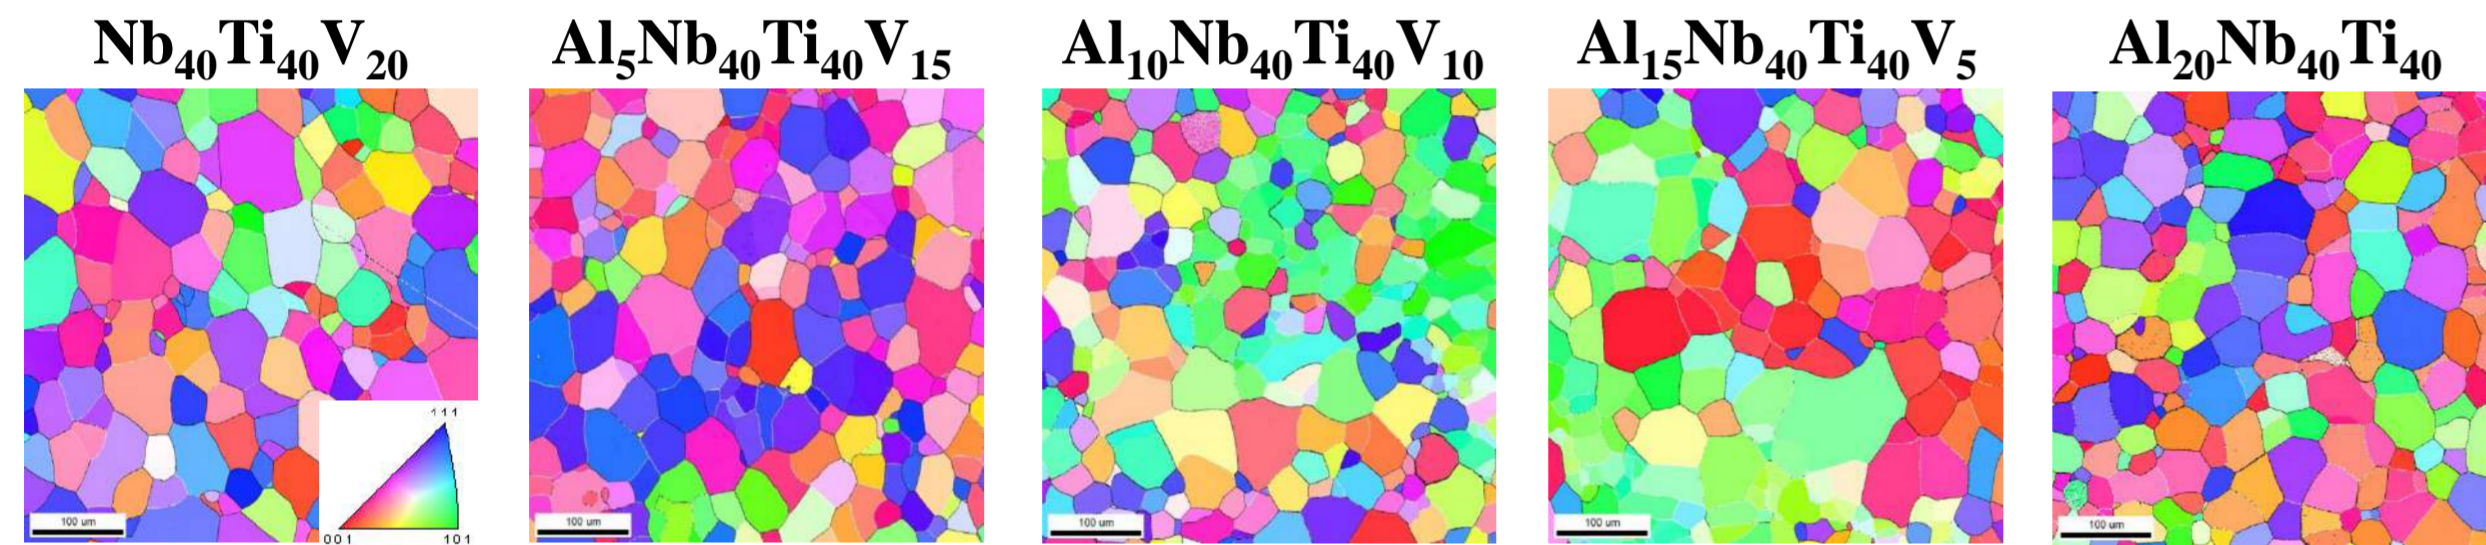 Nb₄₀Ti₄₀V₂₀
Al₅Nb₄₀Ti₄₀V₁₅
Al₁₀Nb₄₀Ti₄₀V₁₀
Al₁₅Nb₄₀Ti₄₀V₅
Al₂₀Nb₄₀Ti₄₀
100 um
111
001
101
100 um
100 um
100 um
100 um